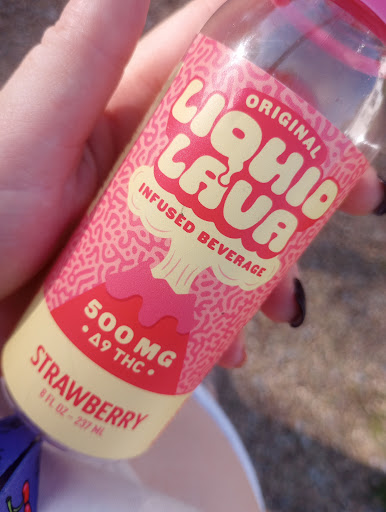 ORIGINAL
LIQUID
LAVA
INFUSED BEVERAGE
500 MG
• Δ9 THC •
STRAWBERRY
8 FL OZ – 237 ML